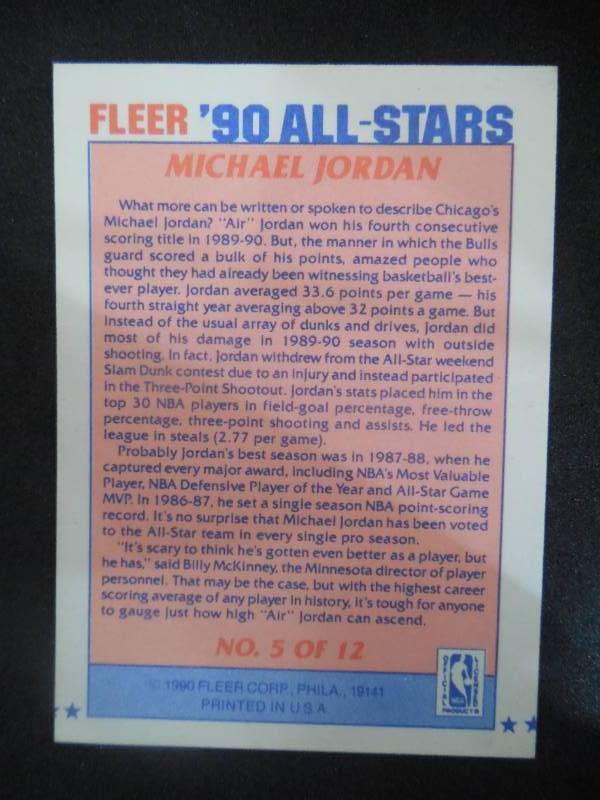 FLEER '90 ALL-STARS
MICHAEL JORDAN
What more can be written or spoken to describe Chicago's
Michael Jordan? "Air" Jordan won his fourth consecutive
scoring title in 1989-90. But, the manner in which the Bulls
guard scored a bulk of his points, amazed people who
thought they had already been witnessing basketball's best-
ever player. Jordan averaged 33.6 points per game — his
fourth straight year averaging above 32 points a game. But
instead of the usual array of dunks and drives, Jordan did
most of his damage in 1989-90 season with outside
shooting. In fact, Jordan withdrew from the All-Star weekend
Slam Dunk contest due to an injury and instead participated
in the Three-Point Shootout. Jordan's stats placed him in the
top 30 NBA players in field-goal percentage, free-throw
percentage, three-point shooting and assists. He led the
league in steals (2.77 per game).
Probably Jordan's best season was in 1987-88, when he
captured every major award, including NBA's Most Valuable
Player, NBA Defensive Player of the Year and All-Star Game
MVP. In 1986-87, he set a single season NBA point-scoring
record. It's no surprise that Michael Jordan has been voted
to the All-Star team in every single pro season.
"It's scary to think he's gotten even better as a player, but
he has," said Billy McKinney, the Minnesota director of player
personnel. That may be the case, but with the highest career
scoring average of any player in history, it's tough for anyone
to gauge just how high "Air" Jordan can ascend.
NO. 5 OF 12
© 1990 FLEER CORP., PHILA., 19141
PRINTED IN U.S.A.
OFFICIAL
LICENSED
NBA
PRODUCT®